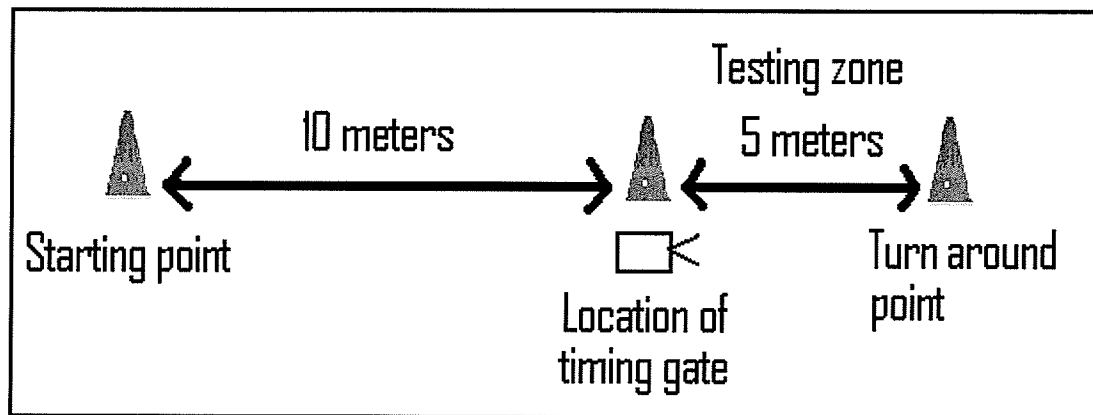 Testing zone
10 meters
5 meters
Starting point
Location of
timing gate
Turn around
point